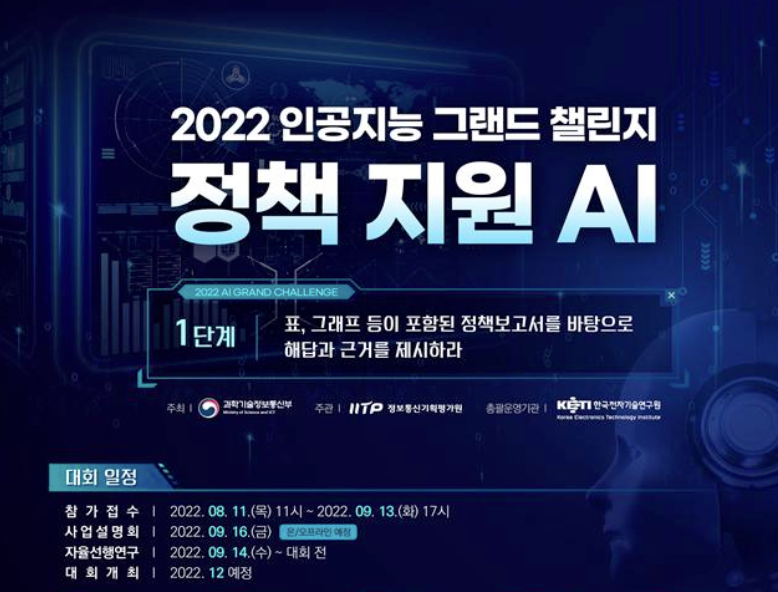 2022 인공지능 그랜드 챌린지
정책 지원 AI
2022 AI GRAND CHALLENGE
1단계
표, 그래프 등이 포함된 정책보고서를 바탕으로
해답과 근거를 제시하라
주최 | 과학기술정보통신부 Ministry of Science and ICT 주관 | IITP 정보통신기획평가원 총괄운영기관 | KETI 한국전자기술연구원 Korea Electronics Technology Institute
대회 일정
참 가 접 수 | 2022. 08. 11.(목) 11시 ~ 2022. 09. 13.(화) 17시
사업설명회 | 2022. 09. 16.(금) 온/오프라인 예정
자율선행연구 | 2022. 09. 14.(수) ~ 대회 전
대 회 개 최 | 2022. 12 예정